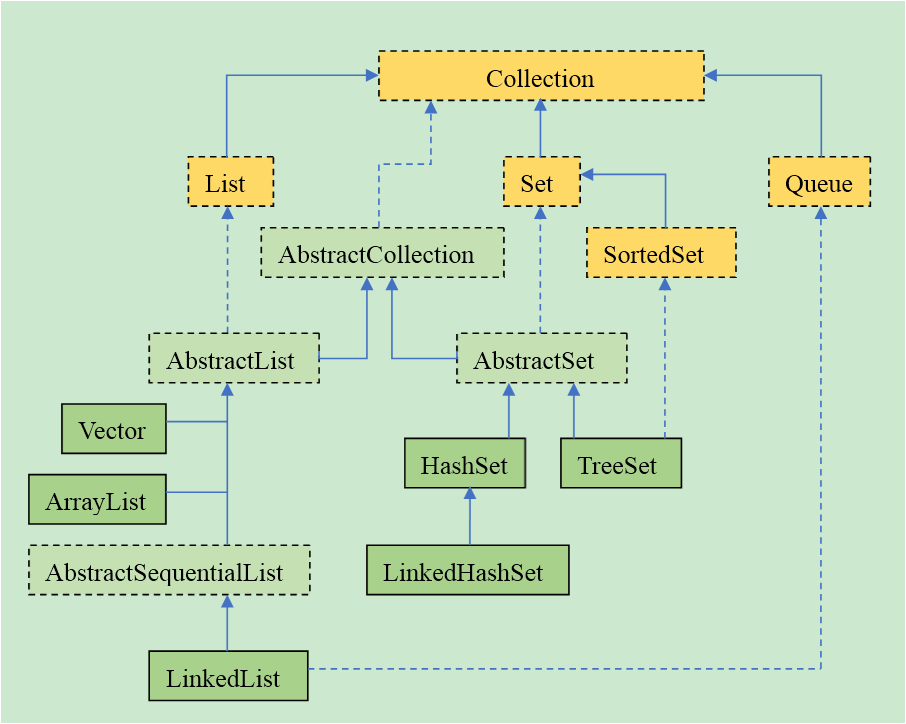 Collection
List
Set
Queue
AbstractCollection
SortedSet
AbstractList
AbstractSet
Vector
HashSet
TreeSet
ArrayList
AbstractSequentialList
LinkedHashSet
LinkedList